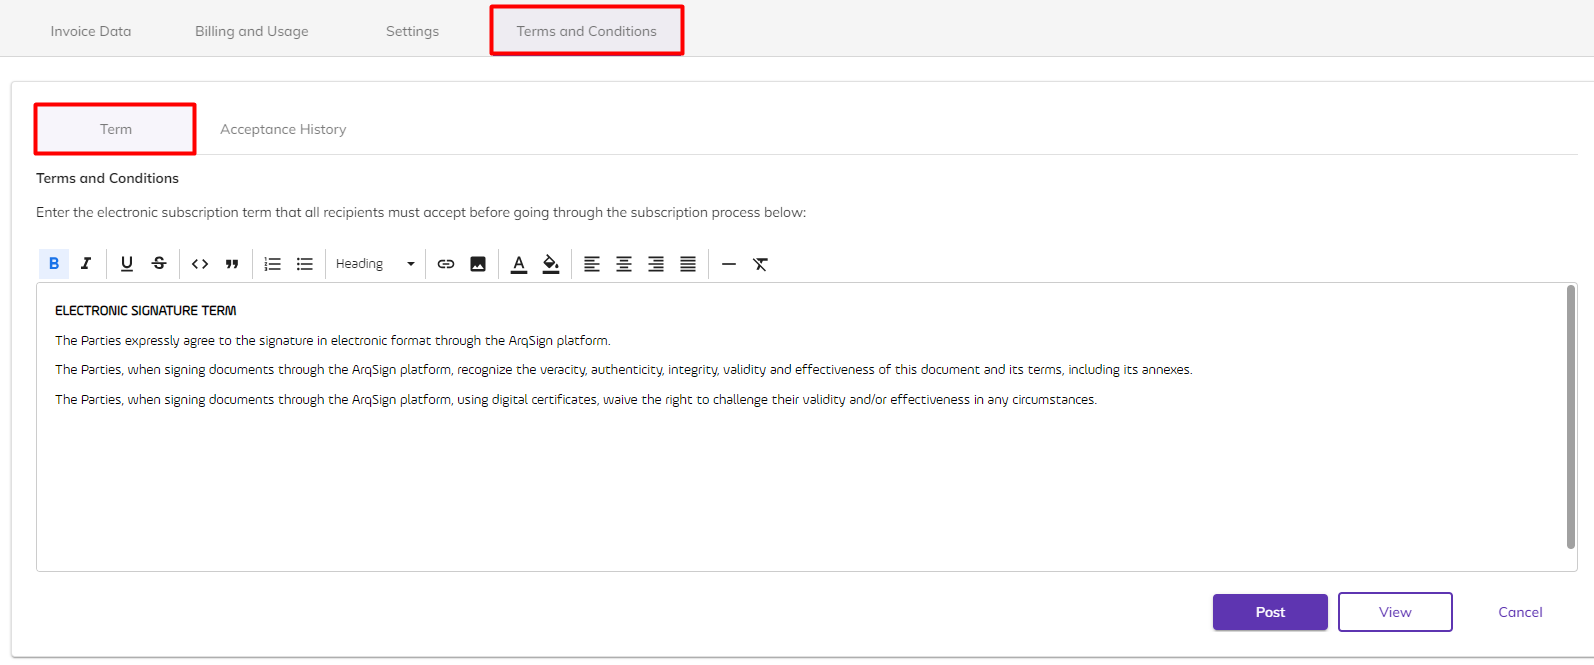 Invoice Data Billing and Usage Settings Terms and Conditions
Term Acceptance History
Terms and Conditions
Enter the electronic subscription term that all recipients must accept before going through the subscription process below:
B I U S <> " Heading A
ELECTRONIC SIGNATURE TERM
The Parties expressly agree to the signature in electronic format through the ArqSign platform.
The Parties, when signing documents through the ArqSign platform, recognize the veracity, authenticity, integrity, validity and effectiveness of this document and its terms, including its annexes.
The Parties, when signing documents through the ArqSign platform, using digital certificates, waive the right to challenge their validity and/or effectiveness in any circumstances.
Post View Cancel